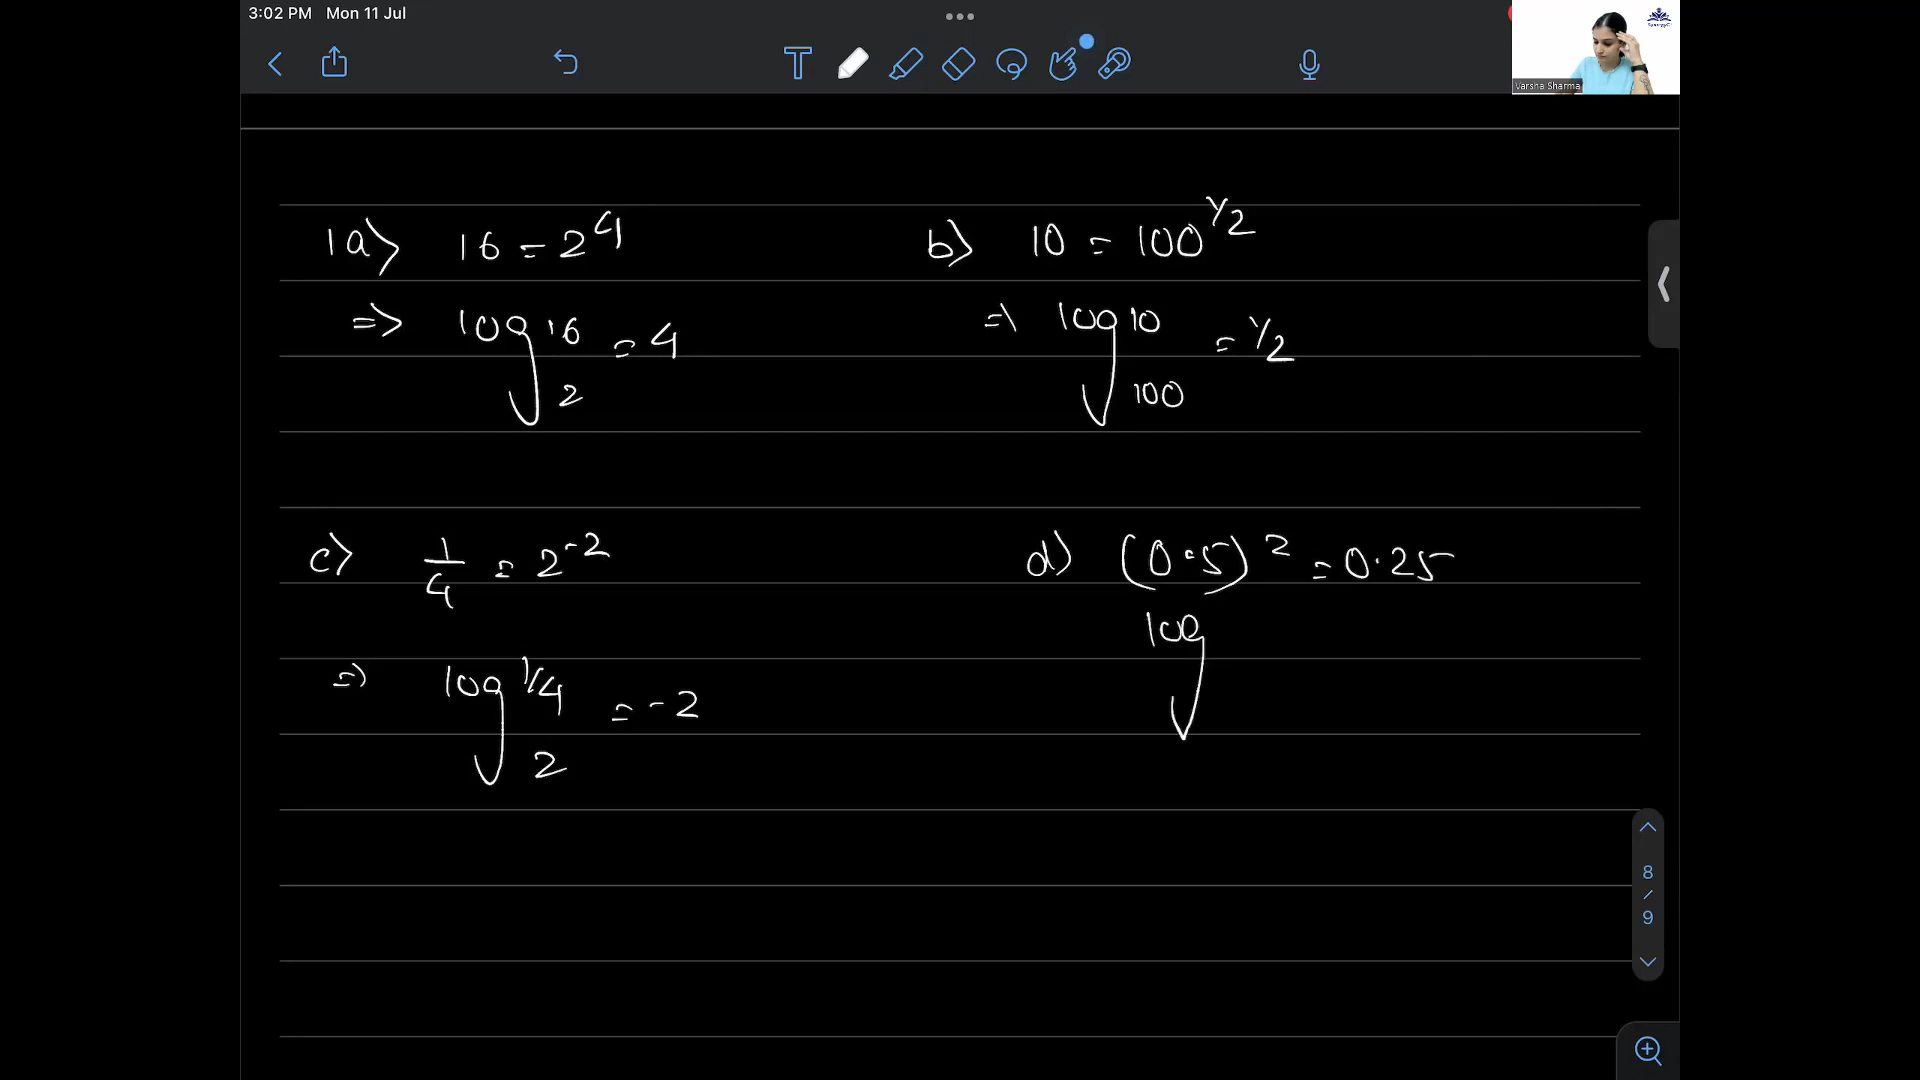 3:02 PM Mon 11 Jul
T
Varsha Sharma
1a) 16 = 2^4
=> log_2 16 = 4
b) 10 = 100^1/2
=> log_100 10 = 1/2
c) 1/4 = 2^-2
=> log_2 1/4 = -2
d) (0.5)^2 = 0.25
log
8
/
9